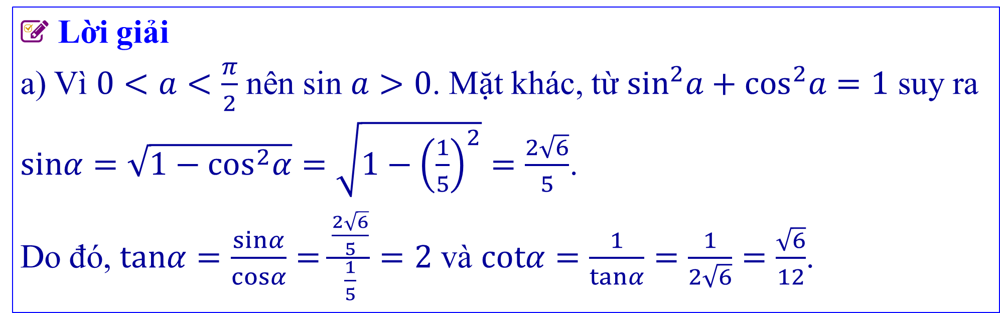 Lời giải
a) Vì $0 < a < \frac{\pi}{2}$ nên $\sin a > 0$. Mặt khác, từ $\sin^2 a + \cos^2 a = 1$ suy ra
$\sin\alpha = \sqrt{1 - \cos^2\alpha} = \sqrt{1 - \left(\frac{1}{5}\right)^2} = \frac{2\sqrt{6}}{5}$.
Do đó, $\tan\alpha = \frac{\sin\alpha}{\cos\alpha} = \frac{\frac{2\sqrt{6}}{5}}{\frac{1}{5}} = 2$ và $\cot\alpha = \frac{1}{\tan\alpha} = \frac{1}{2\sqrt{6}} = \frac{\sqrt{6}}{12}$.